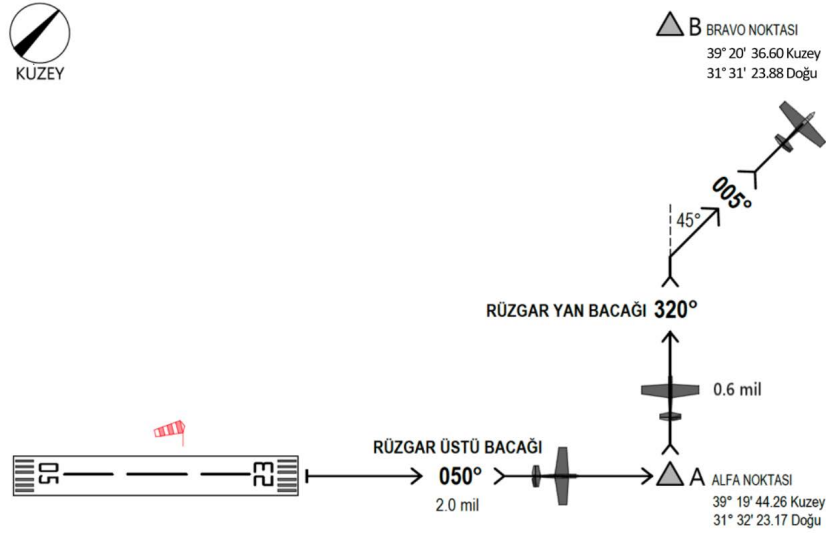 KUZEY
B BRAVO NOKTASI
39° 20' 36.60 Kuzey
31° 31' 23.88 Doğu
005°
45°
RÜZGAR YAN BACAĞI 320°
0.6 mil
RÜZGAR ÜSTÜ BACAĞI
050°
2.0 mil
A ALFA NOKTASI
39° 19' 44.26 Kuzey
31° 32' 23.17 Doğu
05
23